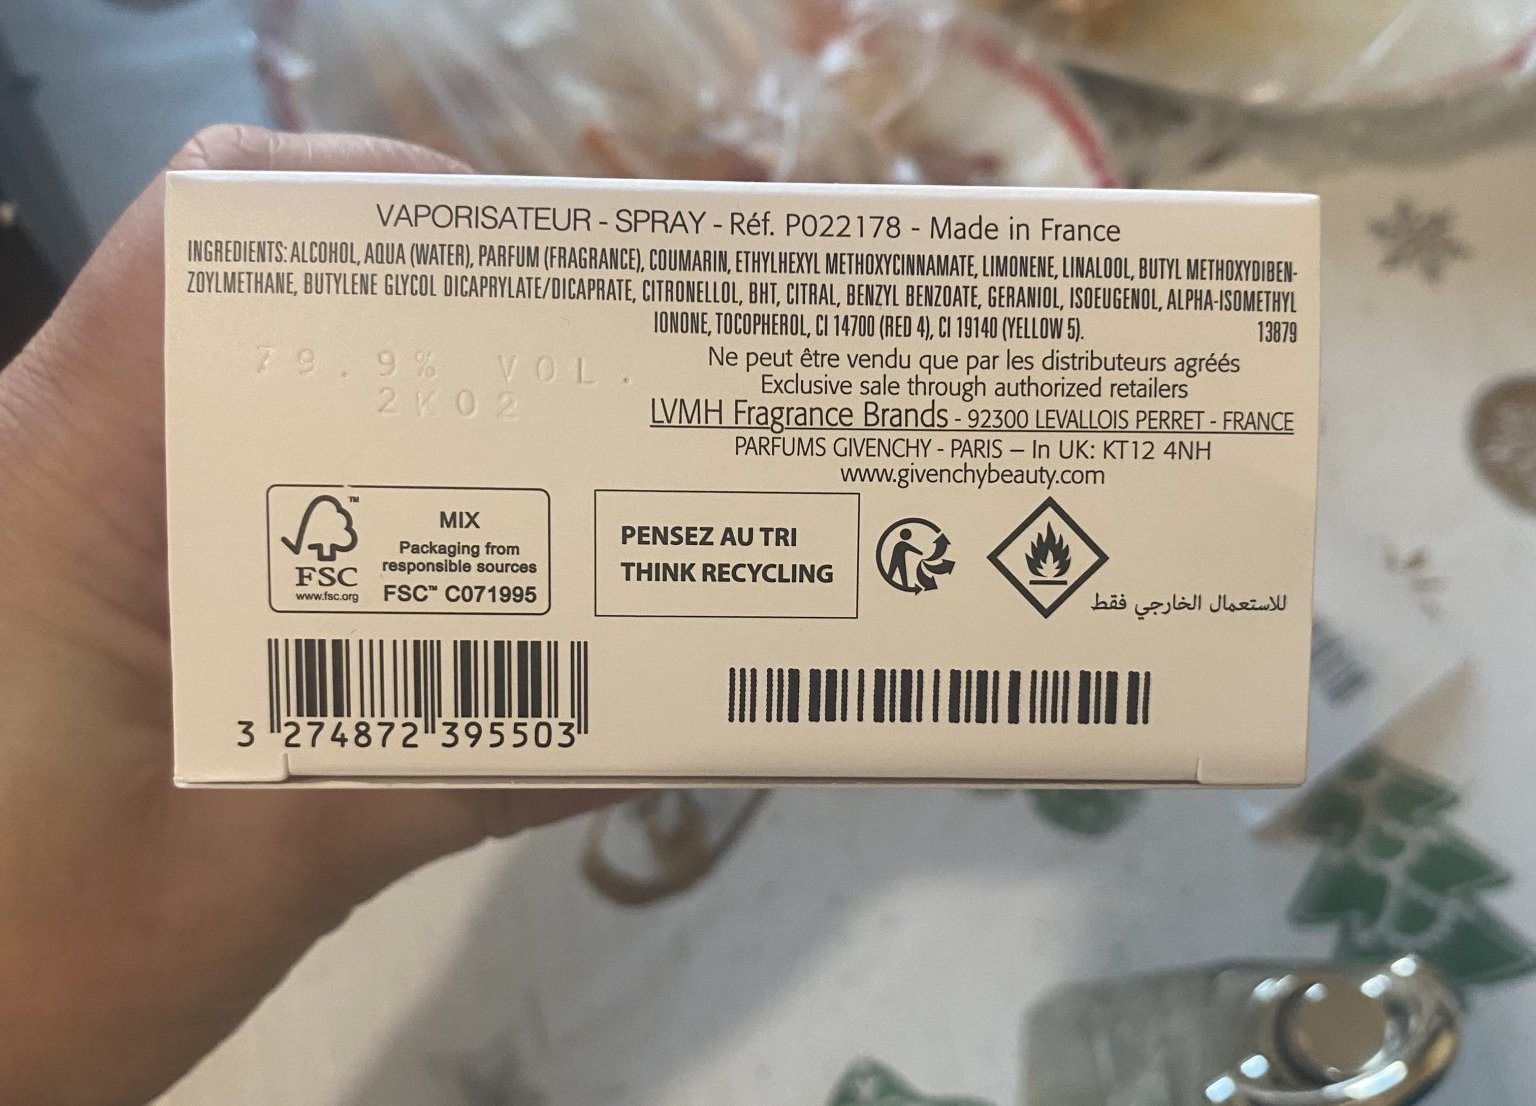 VAPORISATEUR - SPRAY - Réf. P022178 - Made in France
INGREDIENTS: ALCOHOL, AQUA (WATER), PARFUM (FRAGRANCE), COUMARIN, ETHYLHEXYL METHOXYCINNAMATE, LIMONENE, LINALOOL, BUTYL METHOXYDIBEN-
ZOYLMETHANE, BUTYLENE GLYCOL DICAPRYLATE/DICAPRATE, CITRONELLOL, BHT, CITRAL, BENZYL BENZOATE, GERANIOL, ISOEUGENOL, ALPHA-ISOMETHYL
IONONE, TOCOPHEROL, CI 14700 (RED 4), CI 19140 (YELLOW 5). 13879
79.9% VOL.
2K02
Ne peut être vendu que par les distributeurs agréés
Exclusive sale through authorized retailers
LVMH Fragrance Brands - 92300 LEVALLOIS PERRET - FRANCE
PARFUMS GIVENCHY - PARIS – In UK: KT12 4NH
www.givenchybeauty.com
FSC
www.fsc.org
MIX
Packaging from
responsible sources
FSC™ C071995
PENSEZ AU TRI
THINK RECYCLING
للاستعمال الخارجي فقط
3 274872 395503